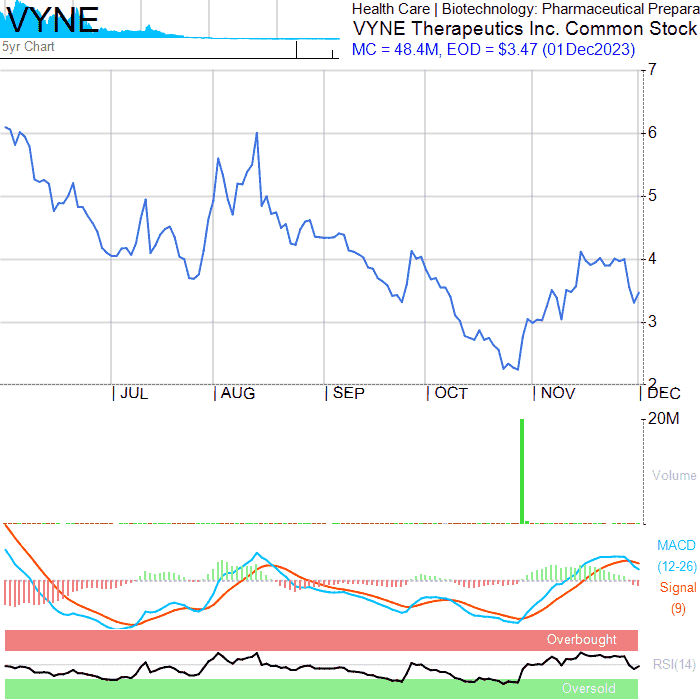 VYNE
5yr Chart
Health Care | Biotechnology: Pharmaceutical Prepara
VYNE Therapeutics Inc. Common Stock
MC = 48.4M, EOD = $3.47 (01Dec2023)
7
6
5
4
3
2
JUL AUG SEP OCT NOV DEC
20M
Volume
MACD
(12-26)
Signal
(9)
Overbought
RSI(14)
Oversold